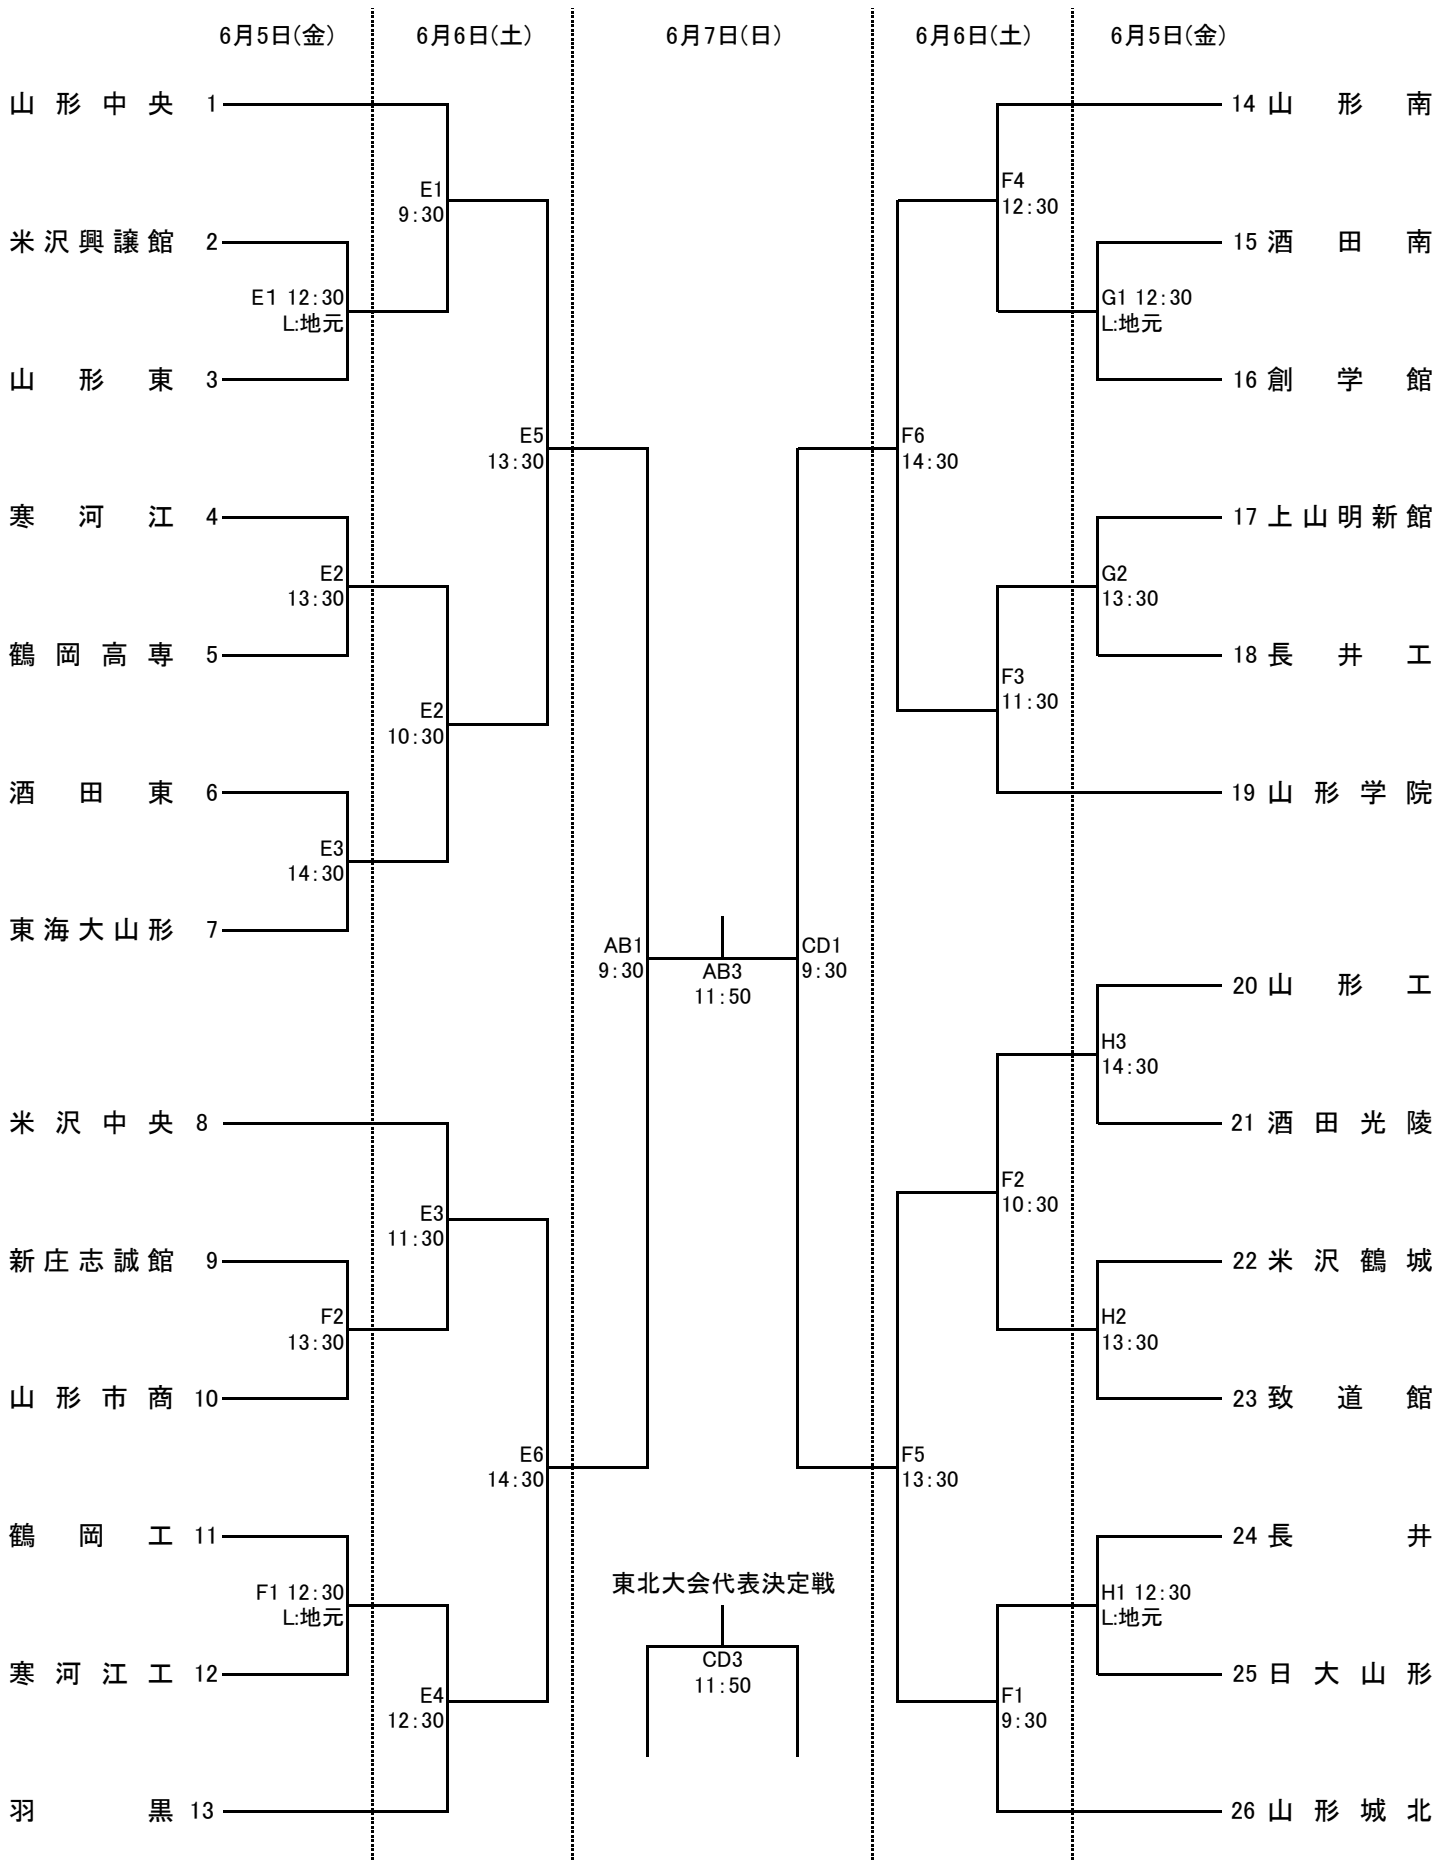 6月5日(金) 6月6日(土) 6月7日(日) 6月6日(土) 6月5日(金)
山形中央 1
E1
9:30
米沢興譲館 2
E1 12:30
L:地元
山形東 3
E5
13:30
寒河江 4
E2
13:30
鶴岡高専 5
E2
10:30
酒田東 6
E3
14:30
東海大山形 7
AB1
9:30
米沢中央 8
E3
11:30
新庄志誠館 9
F2
13:30
山形市商 10
E6
14:30
鶴岡工 11
F1 12:30
L:地元
寒河江工 12
E4
12:30
羽黒 13
AB3
11:50
東北大会代表決定戦
CD3
11:50
14 山形南
F4
12:30
15 酒田南
G1 12:30
L:地元
16 創学館
F6
14:30
17 上山明新館
G2
13:30
18 長井工
F3
11:30
19 山形学院
CD1
9:30
20 山形工
H3
14:30
21 酒田光陵
F2
10:30
22 米沢鶴城
H2
13:30
23 致道館
F5
13:30
24 長井
H1 12:30
L:地元
25 日大山形
F1
9:30
26 山形城北